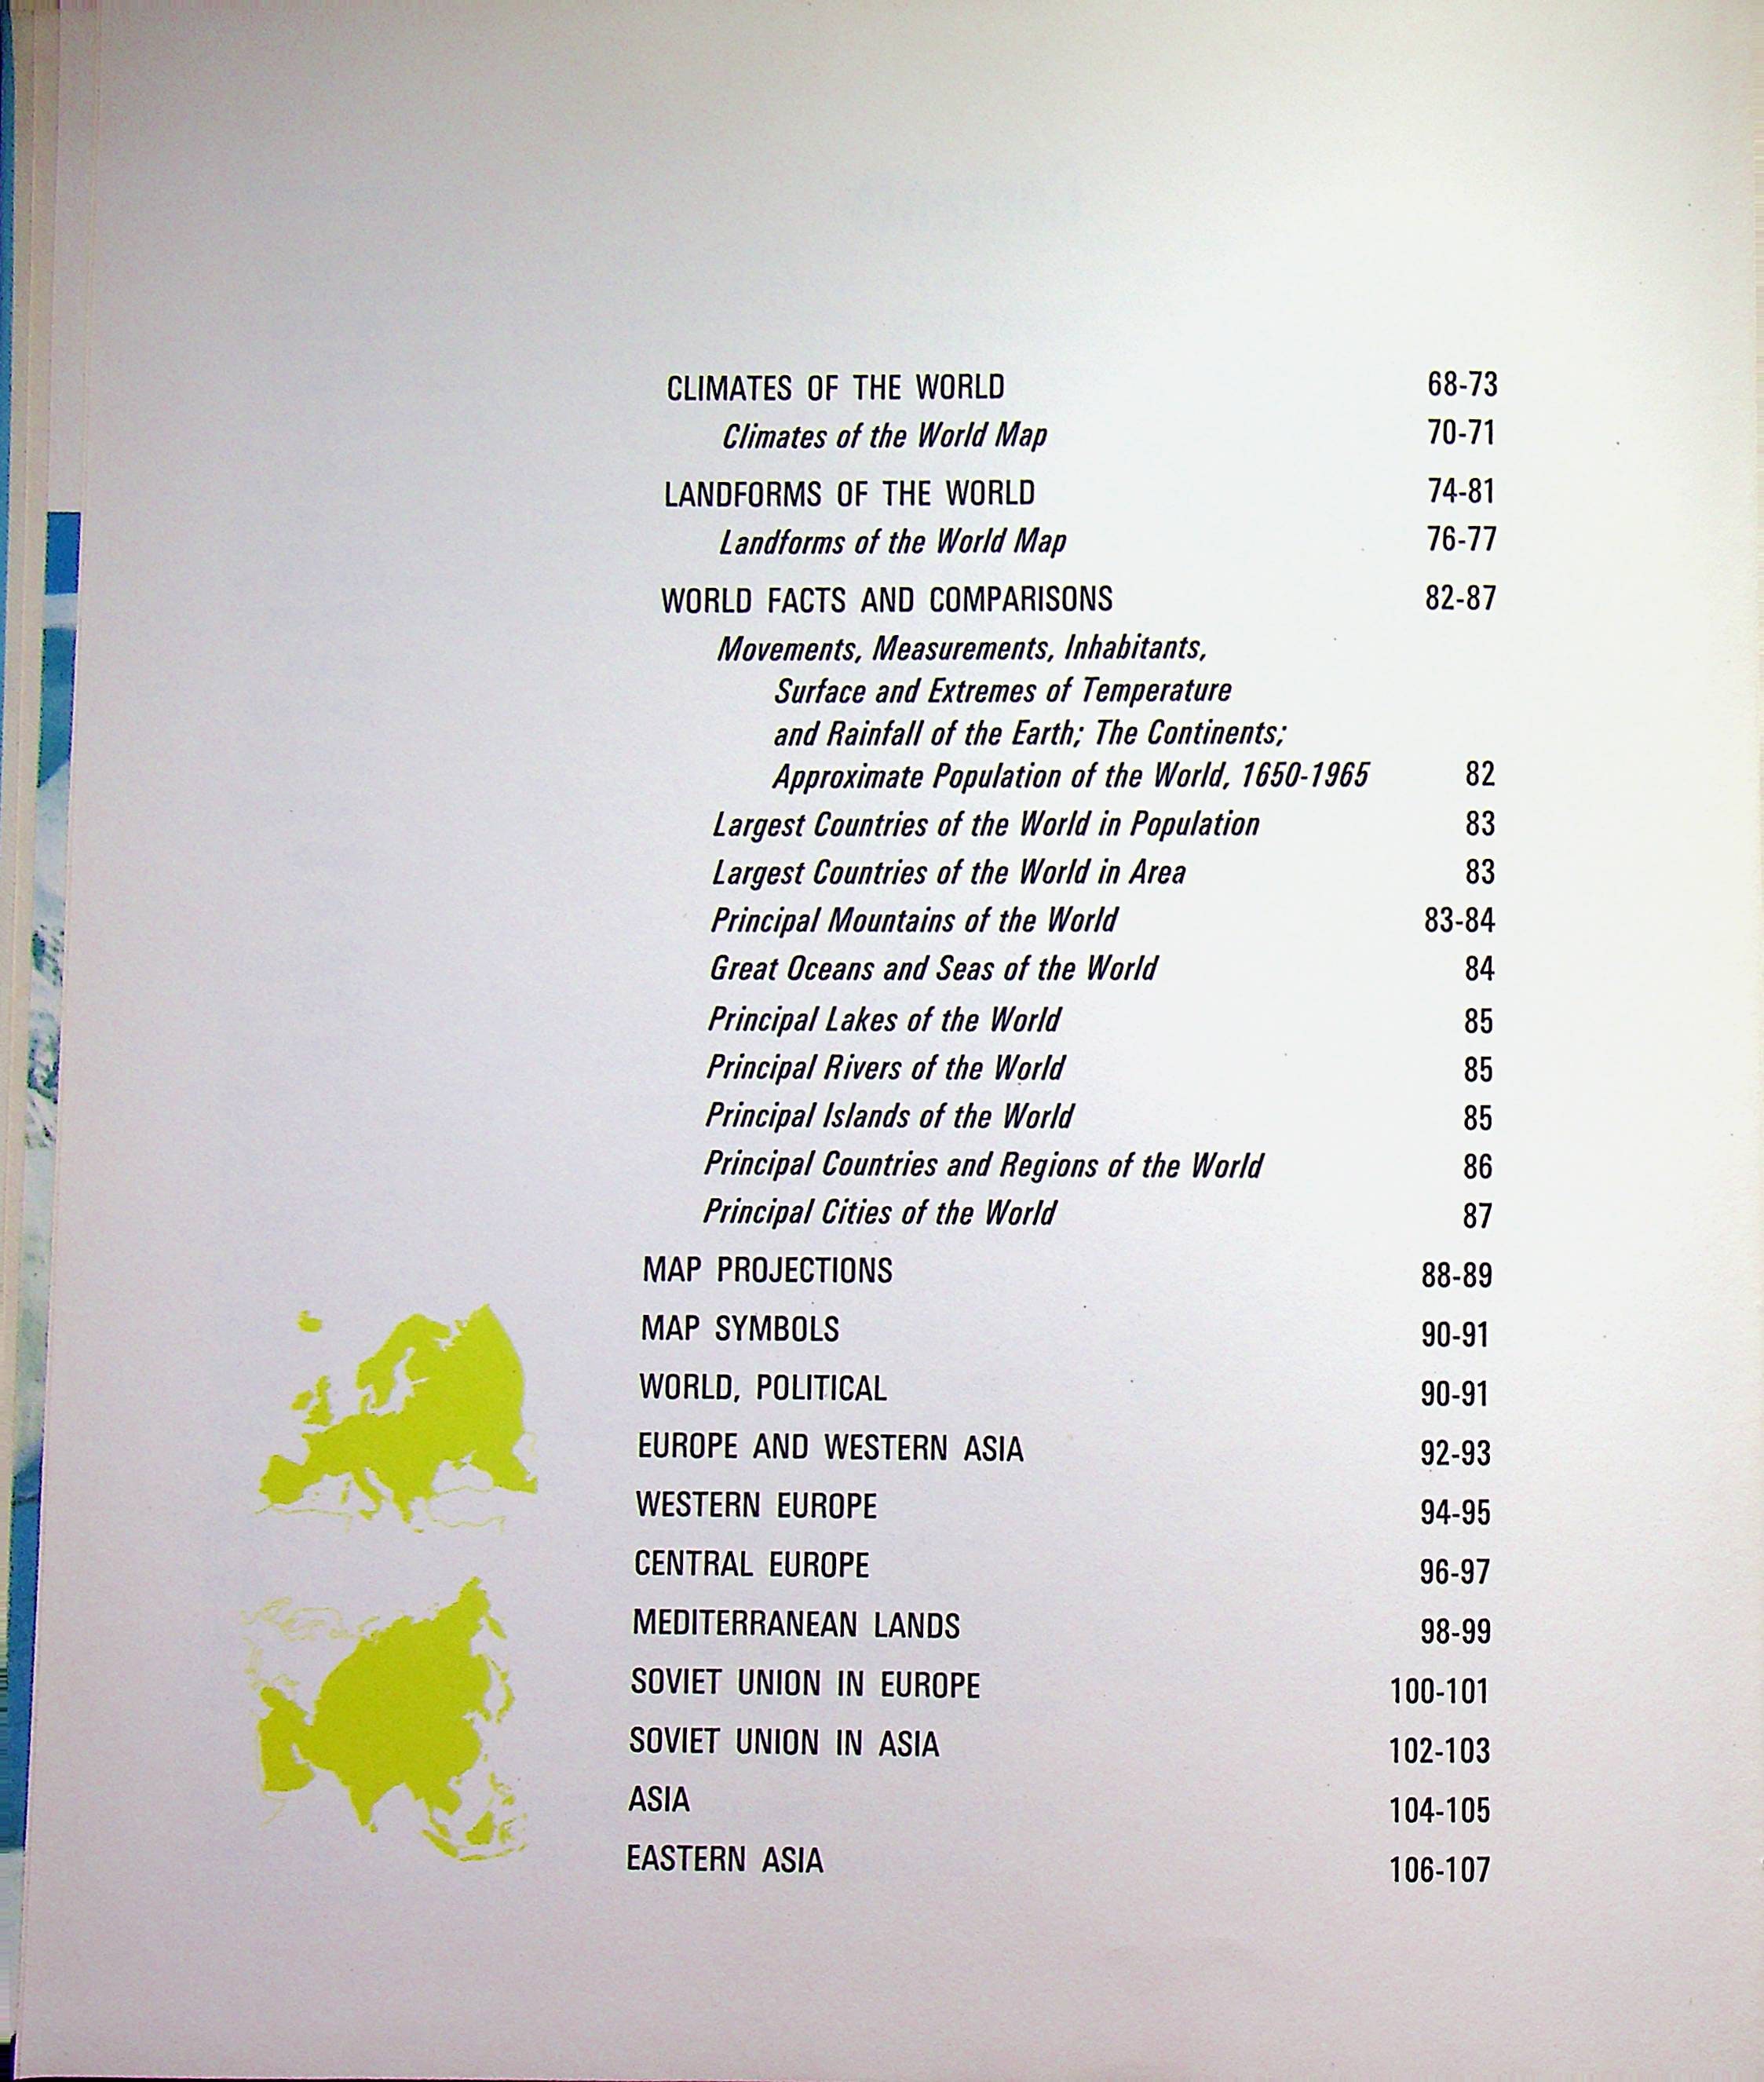 CLIMATES OF THE WORLD 68-73
Climates of the World Map 70-71
LANDFORMS OF THE WORLD 74-81
Landforms of the World Map 76-77
WORLD FACTS AND COMPARISONS 82-87
Movements, Measurements, Inhabitants,
Surface and Extremes of Temperature
and Rainfall of the Earth; The Continents;
Approximate Population of the World, 1650-1965 82
Largest Countries of the World in Population 83
Largest Countries of the World in Area 83
Principal Mountains of the World 83-84
Great Oceans and Seas of the World 84
Principal Lakes of the World 85
Principal Rivers of the World 85
Principal Islands of the World 85
Principal Countries and Regions of the World 86
Principal Cities of the World 87
MAP PROJECTIONS 88-89
MAP SYMBOLS 90-91
WORLD, POLITICAL 90-91
EUROPE AND WESTERN ASIA 92-93
WESTERN EUROPE 94-95
CENTRAL EUROPE 96-97
MEDITERRANEAN LANDS 98-99
SOVIET UNION IN EUROPE 100-101
SOVIET UNION IN ASIA 102-103
ASIA 104-105
EASTERN ASIA 106-107